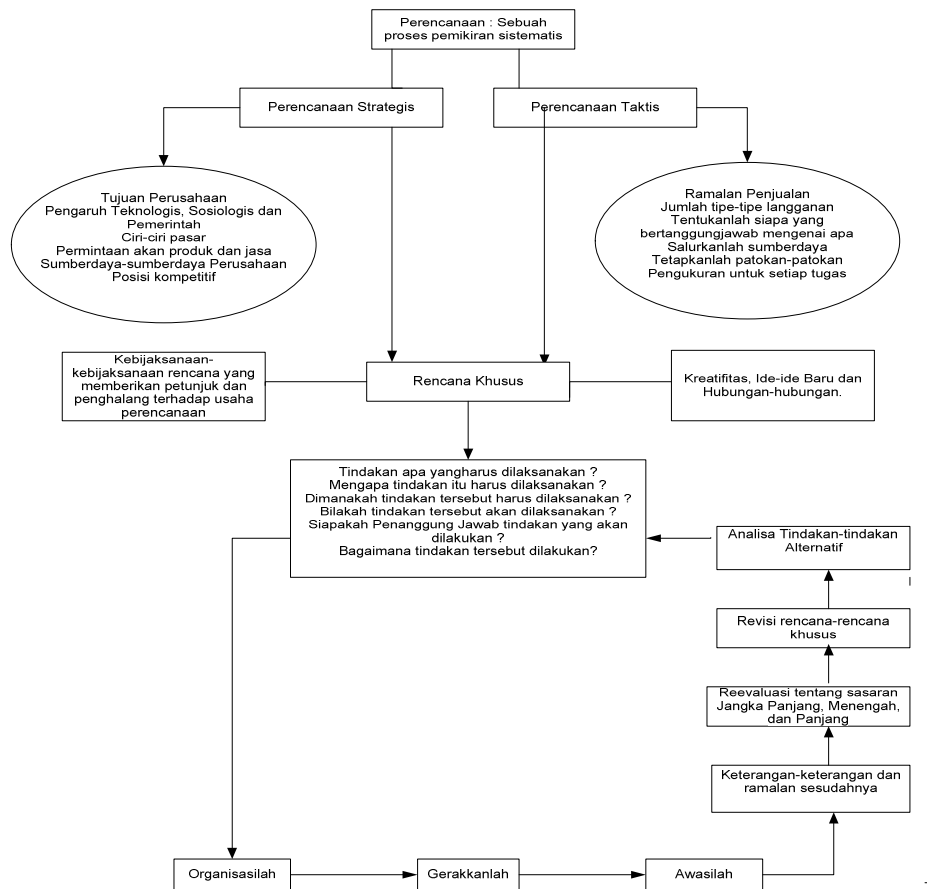 Perencanaan : Sebuah
proses pemikiran sistematis
Perencanaan Strategis
Perencanaan Taktis
Tujuan Perusahaan
Pengaruh Teknologis, Sosiologis dan
Pemerintah
Ciri-ciri pasar
Permintaan akan produk dan jasa
Sumberdaya-sumberdaya Perusahaan
Posisi kompetitif
Ramalan Penjualan
Jumlah tipe-tipe langganan
Tentukanlah siapa yang
bertanggungjawab mengenai apa
Salurkanlah sumberdaya
Tetapkanlah patokan-patokan
Pengukuran untuk setiap tugas
Kebijaksanaan-
kebijaksanaan rencana yang
memberikan petunjuk dan
penghalang terhadap usaha
perencanaan
Rencana Khusus
Kreatifitas, Ide-ide Baru dan
Hubungan-hubungan.
Tindakan apa yangharus dilaksanakan ?
Mengapa tindakan itu harus dilaksanakan ?
Dimanakah tindakan tersebut harus dilaksanakan ?
Bilakah tindakan tersebut akan dilaksanakan ?
Siapakah Penanggung Jawab tindakan yang akan
dilakukan ?
Bagaimana tindakan tersebut dilakukan?
Analisa Tindakan-tindakan
Alternatif
Revisi rencana-rencana
khusus
Reevaluasi tentang sasaran
Jangka Panjang, Menengah,
dan Panjang
Keterangan-keterangan dan
ramalan sesudahnya
Organisasilah
Gerakkanlah
Awasilah